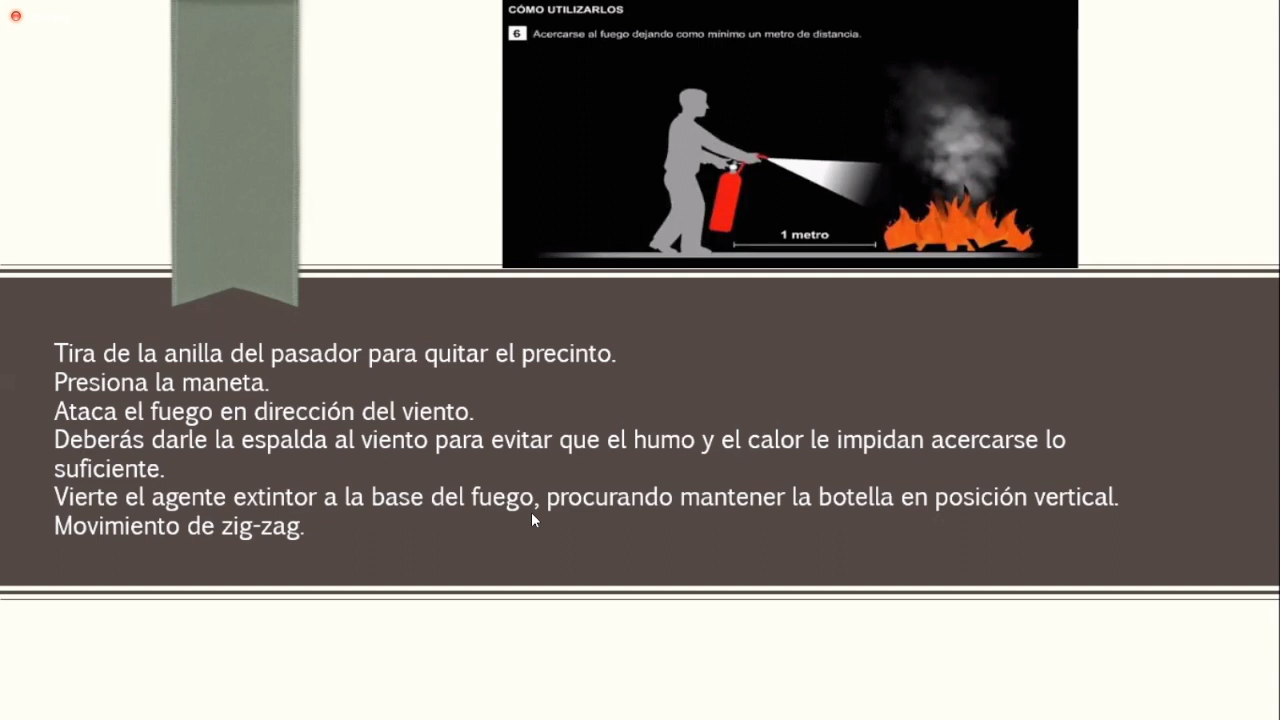 CÓMO UTILIZARLOS
6 Acercarse al fuego dejando como mínimo un metro de distancia.
1 metro
Tira de la anilla del pasador para quitar el precinto.
Presiona la maneta.
Ataca el fuego en dirección del viento.
Deberás darle la espalda al viento para evitar que el humo y el calor le impidan acercarse lo
suficiente.
Vierte el agente extintor a la base del fuego, procurando mantener la botella en posición vertical.
Movimiento de zig-zag.